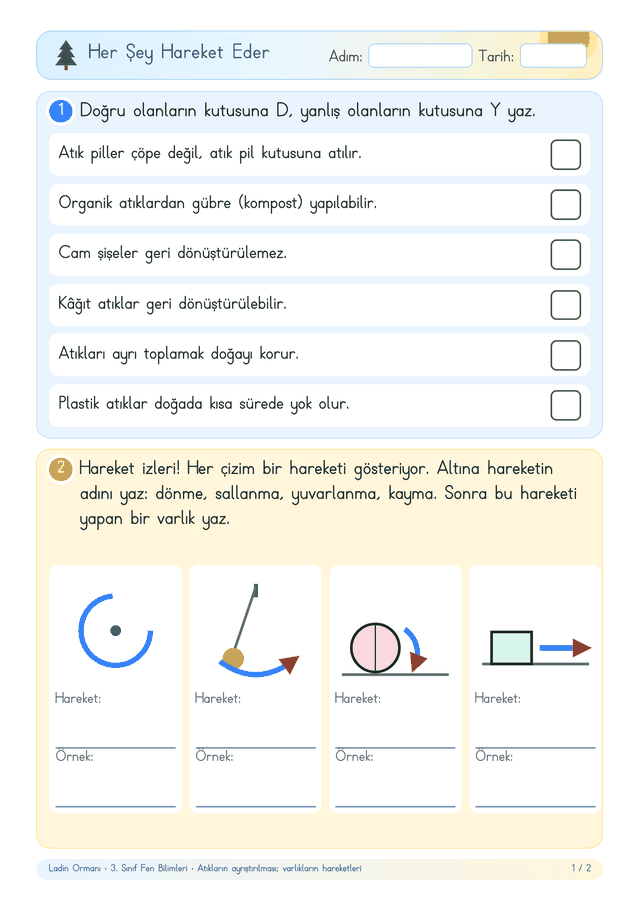 Her Şey Hareket Eder
Adım:
Tarih:
1 Doğru olanların kutusuna D, yanlış olanların kutusuna Y yaz.
Atık piller çöpe değil, atık pil kutusuna atılır.
Organik atıklardan gübre (kompost) yapılabilir.
Cam şişeler geri dönüştürülemez.
Kâğıt atıklar geri dönüştürülebilir.
Atıkları ayrı toplamak doğayı korur.
Plastik atıklar doğada kısa sürede yok olur.
2 Hareket izleri! Her çizim bir hareketi gösteriyor. Altına hareketin
adını yaz: dönme, sallanma, yuvarlanma, kayma. Sonra bu hareketi
yapan bir varlık yaz.
Hareket: Hareket: Hareket: Hareket:
Örnek: Örnek: Örnek: Örnek:
Ladin Ormanı • 3. Sınıf Fen Bilimleri • Atıkların ayrıştırılması; varlıkların hareketleri
1 / 2